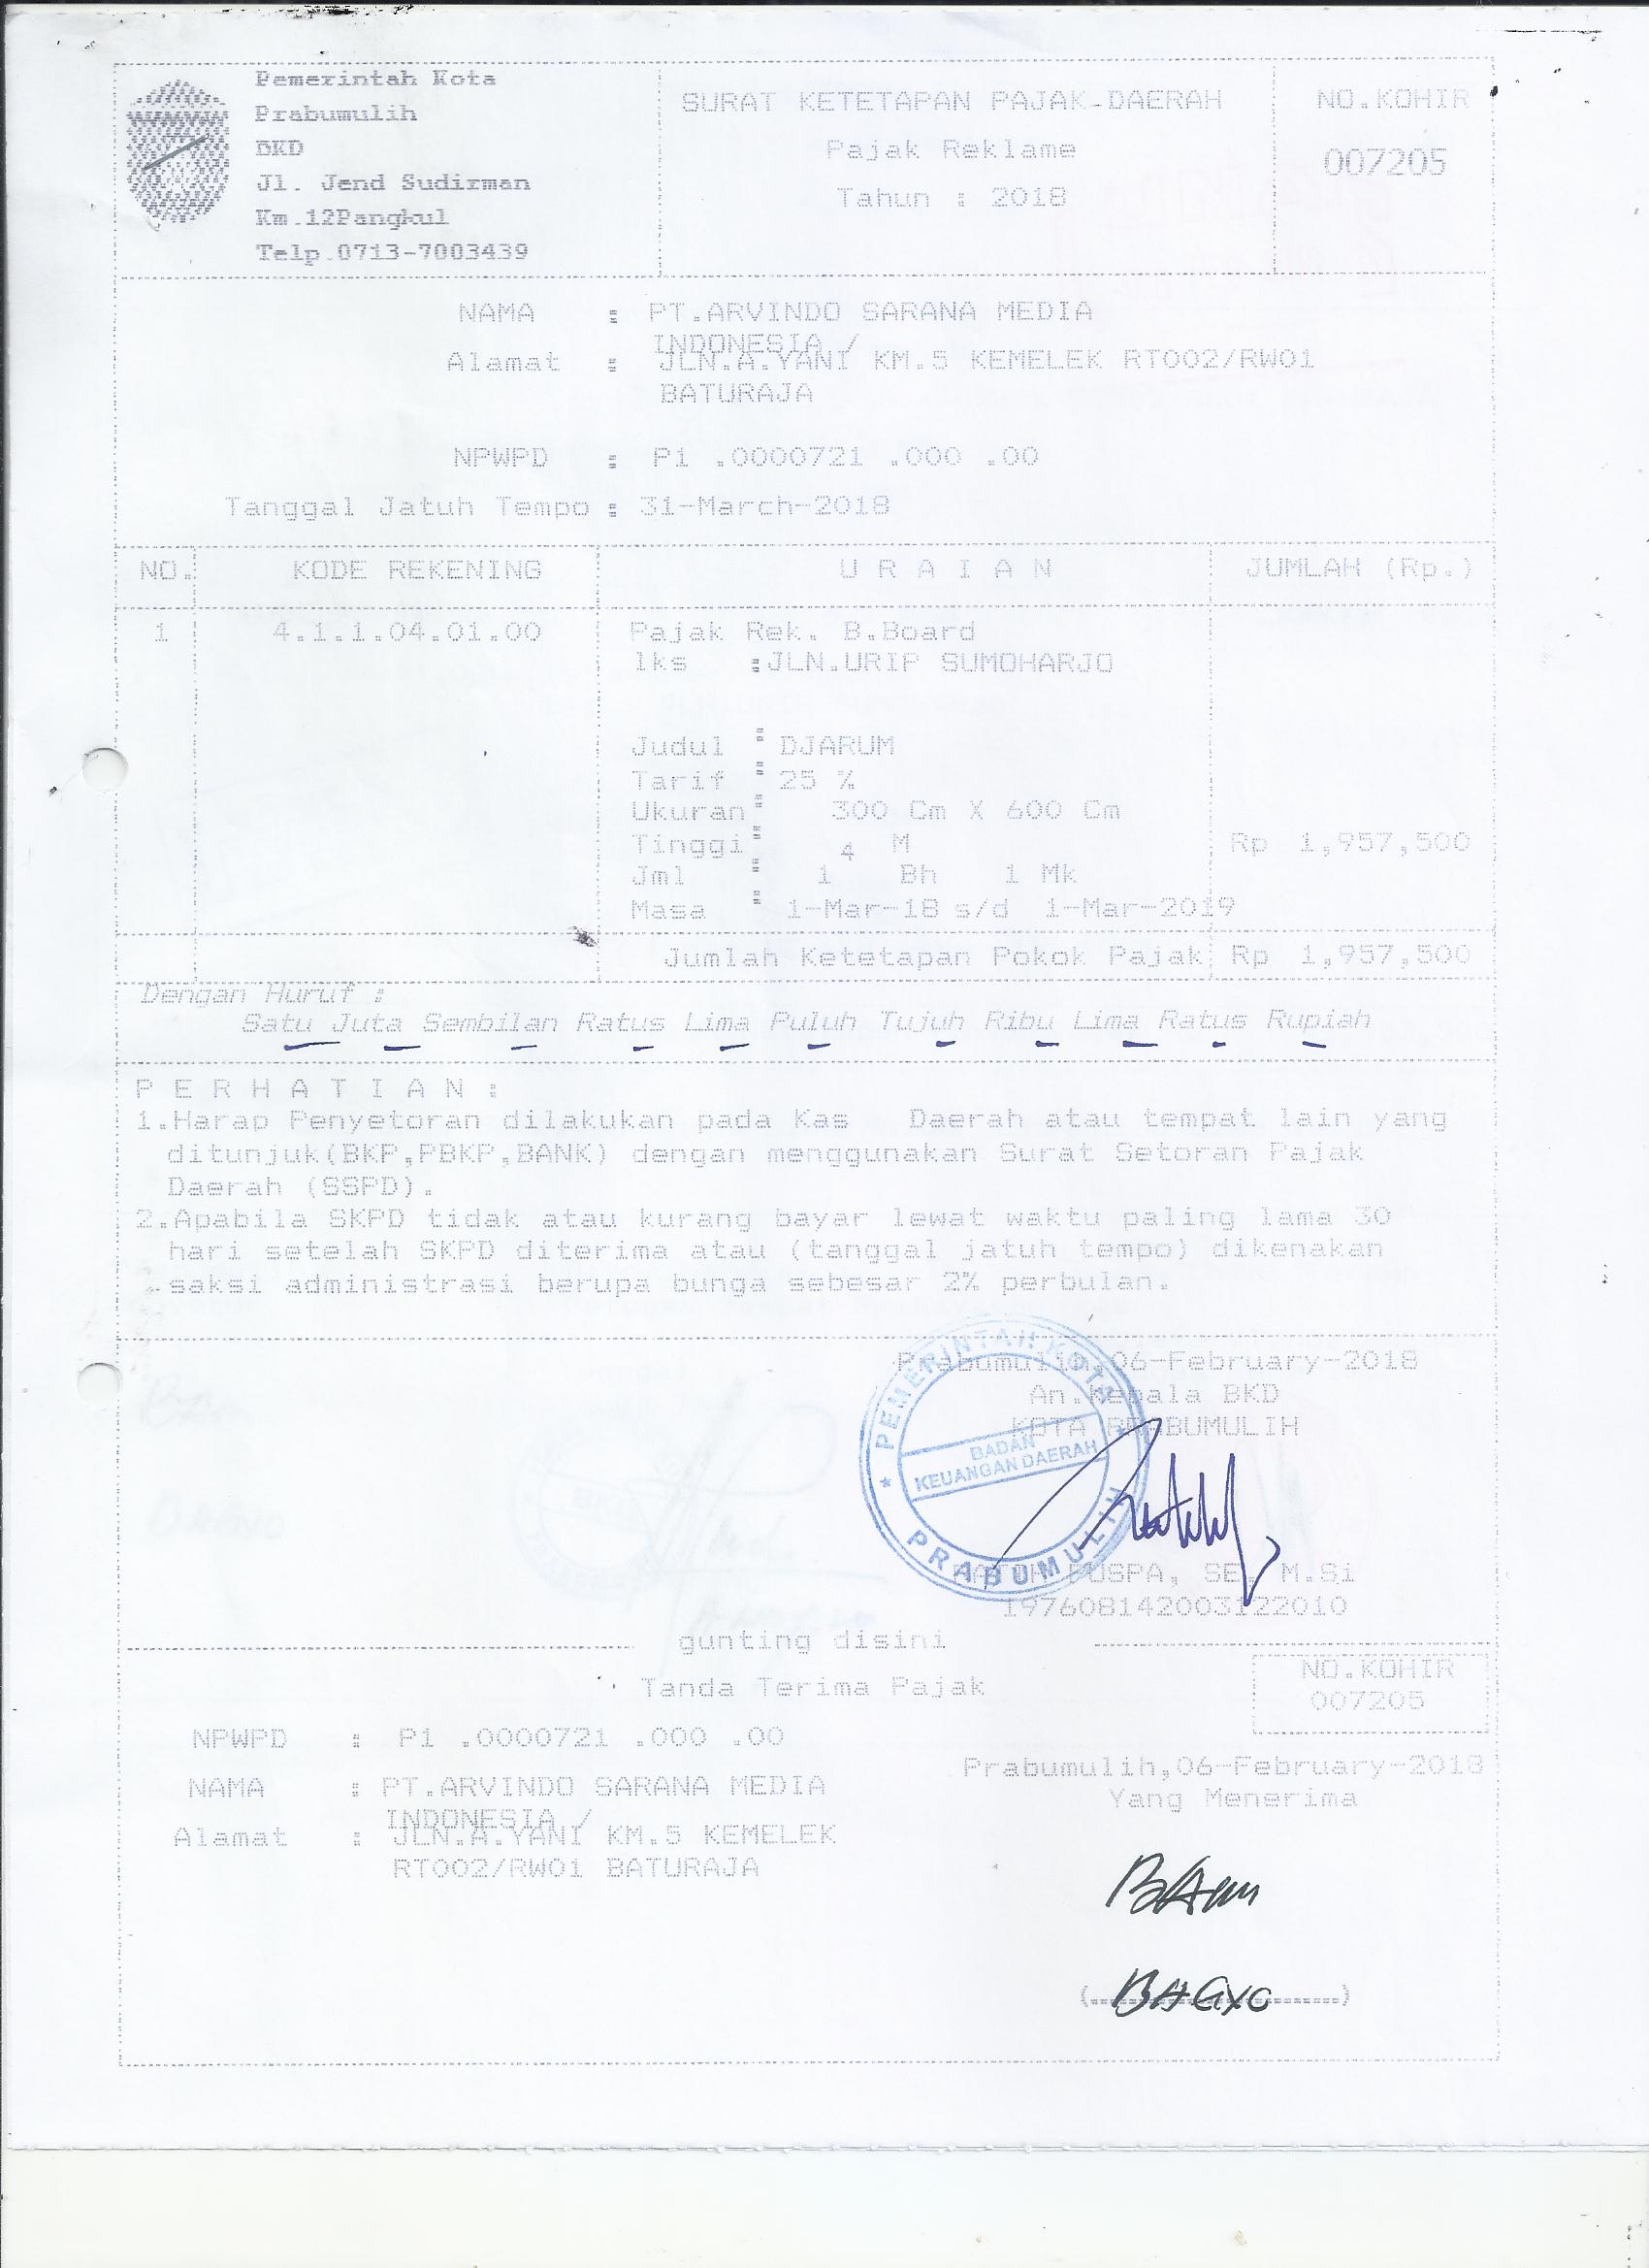 Pemerintah Kota
Prabumulih
BKD
Jl. Jend Sudirman
Km.12Pangkul
Telp.0713-7003439
SURAT KETETAPAN PAJAK DAERAH
Pajak Reklame
Tahun : 2018
NO.KOHIR
007205
NAMA : PT.ARVINDO SARANA MEDIA
INDONESIA /
Alamat : JLN.A.YANI KM.5 KEMELEK RT002/RW01
BATURAJA
NPWPD : P1 .0000721 .000 .00
Tanggal Jatuh Tempo : 31-March-2018
NO. KODE REKENING U R A I A N JUMLAH (Rp.)
1 4.1.1.04.01.00 Pajak Rek. B.Board
lks :JLN.URIP SUMOHARJO
Judul : DJARUM
Tarif : 25 %
Ukuran : 300 Cm X 600 Cm
Tinggi : 4 M Rp 1,957,500
Jml : 1 Bh 1 Mk
Masa : 1-Mar-18 s/d 1-Mar-2019
Jumlah Ketetapan Pokok Pajak Rp 1,957,500
Dengan Huruf :
Satu Juta Sembilan Ratus Lima Puluh Tujuh Ribu Lima Ratus Rupiah
P E R H A T I A N :
1.Harap Penyetoran dilakukan pada Kas Daerah atau tempat lain yang
ditunjuk(BKP,PBKP,BANK) dengan menggunakan Surat Setoran Pajak
Daerah (SSPD).
2.Apabila SKPD tidak atau kurang bayar lewat waktu paling lama 30
hari setelah SKPD diterima atau (tanggal jatuh tempo) dikenakan
saksi administrasi berupa bunga sebesar 2% perbulan.
Prabumulih,06-February-2018
An.Kepala BKD
KOTA PRABUMULIH
PEMERINTAH KOTA
BADAN
KEUANGAN DAERAH
PRABUMULIH
PUSPA, SE. M.Si
197608142003122010
gunting disini
Tanda Terima Pajak
NO.KOHIR
007205
NPWPD : P1 .0000721 .000 .00
NAMA : PT.ARVINDO SARANA MEDIA
INDONESIA /
Alamat : JLN.A.YANI KM.5 KEMELEK
RT002/RW01 BATURAJA
Prabumulih,06-February-2018
Yang Menerima
(BAGYO)